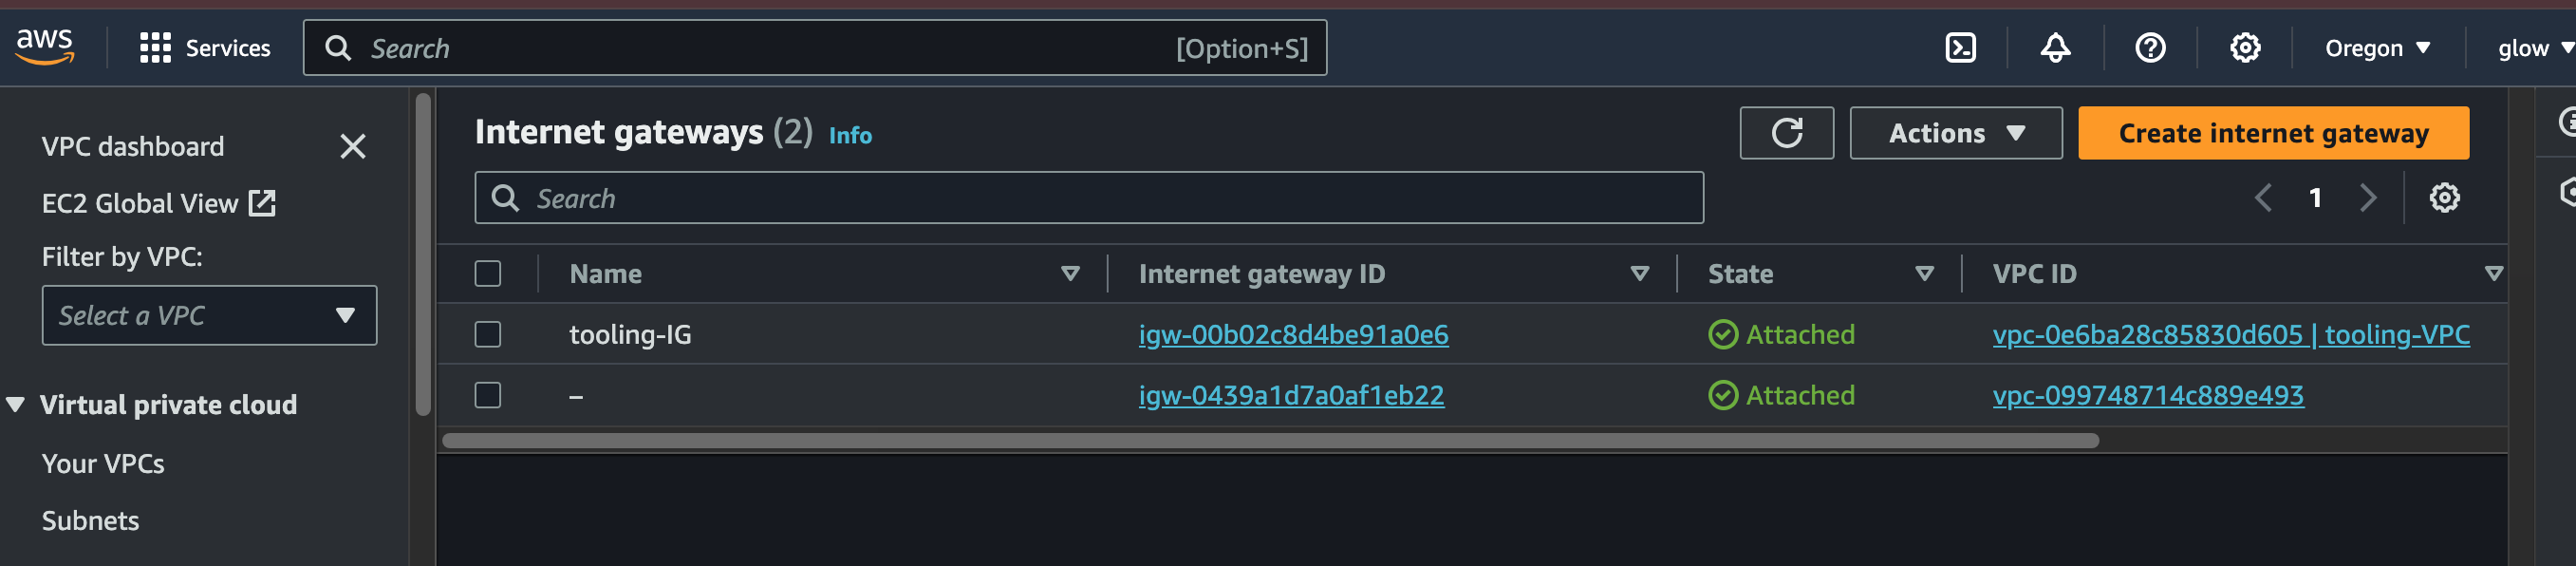 aws
Services
Search
[Option+S]
Oregon
glow
VPC dashboard
EC2 Global View
Filter by VPC:
Select a VPC
Virtual private cloud
Your VPCs
Subnets
Internet gateways (2) Info
Actions
Create internet gateway
Search
1
Name Internet gateway ID State VPC ID
tooling-IG igw-00b02c8d4be91a0e6 Attached vpc-0e6ba28c85830d605 | tooling-VPC
– igw-0439a1d7a0af1eb22 Attached vpc-099748714c889e493